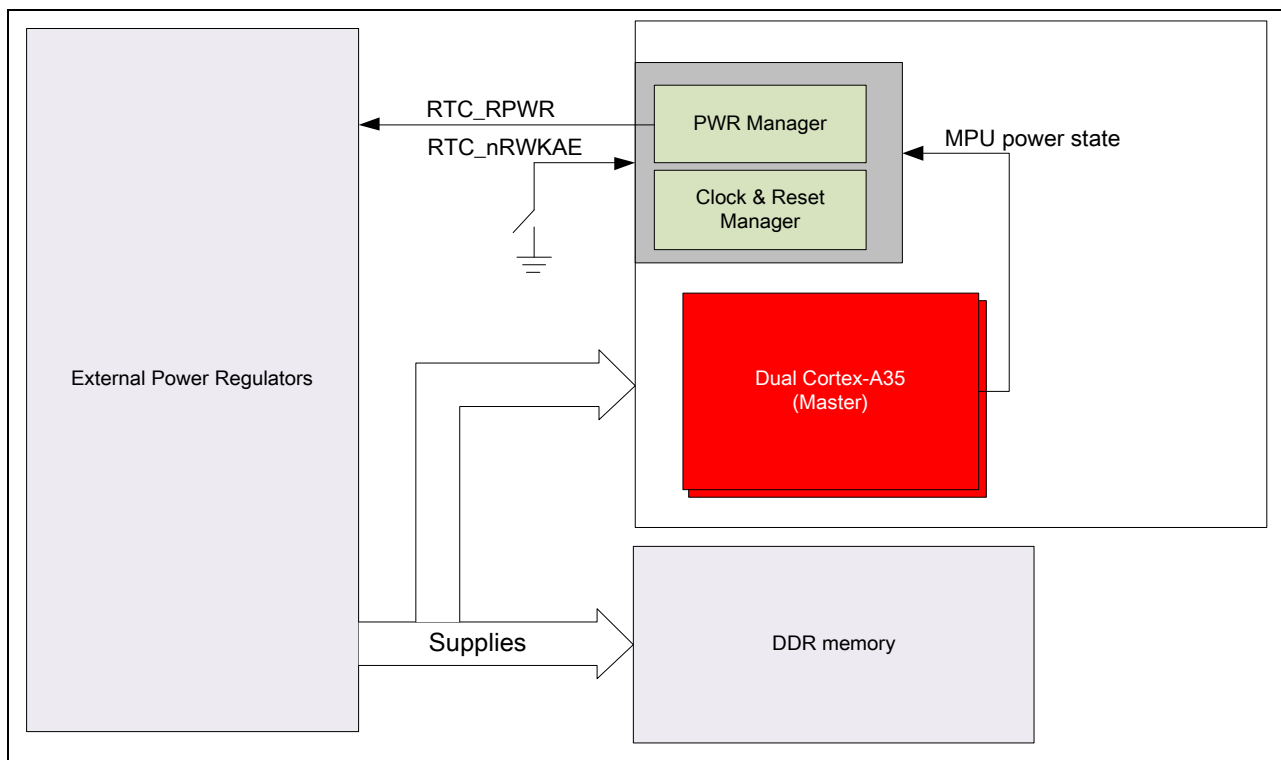 RTC_RPWR
RTC_nRWKAE
PWR Manager
Clock & Reset
Manager
MPU power state
External Power Regulators
Dual Cortex-A35
(Master)
Supplies
DDR memory